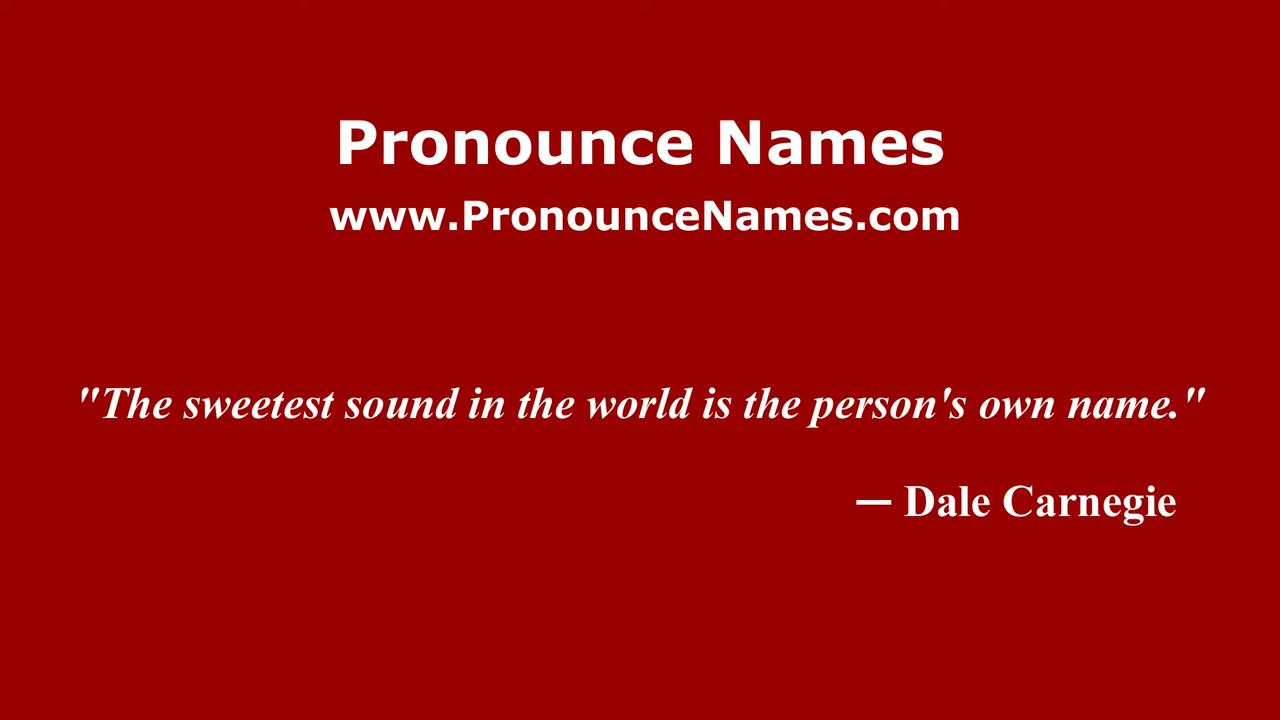 Pronounce Names
www.PronounceNames.com
"The sweetest sound in the world is the person's own name."
— Dale Carnegie